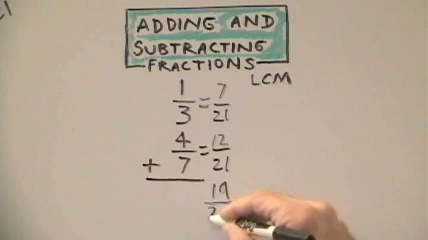 ADDING AND
SUBTRACTING
FRACTIONS
LCM
1/3 = 7/21
+ 4/7 = 12/21
19